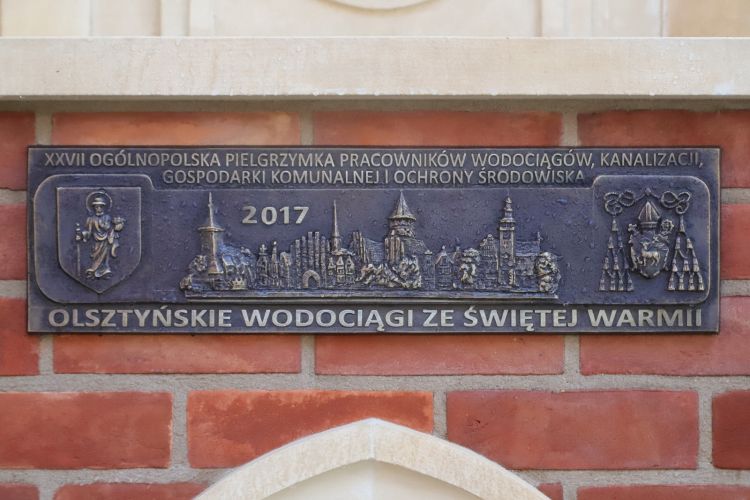 XXVII OGÓLNOPOLSKA PIELGRZYMKA PRACOWNIKÓW WODOCIĄGÓW, KANALIZACJI,
GOSPODARKI KOMUNALNEJ I OCHRONY ŚRODOWISKA
2017
OLSZTYŃSKIE WODOCIĄGI ZE ŚWIĘTEJ WARMII